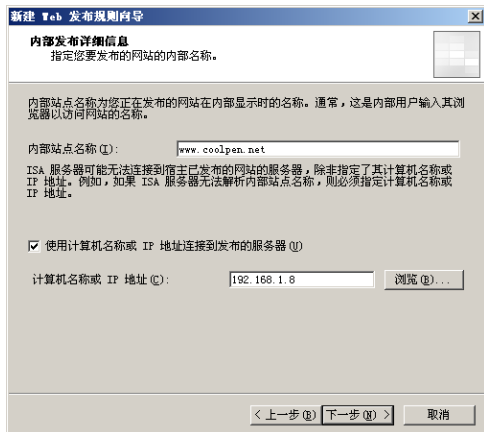 新建 Web 发布规则向导
内部发布详细信息
指定您要发布的网站的内部名称。
内部站点名称为您正在发布的网站在内部显示时的名称。通常，这是内部用户输入其浏
览器以访问网站的名称。
内部站点名称(I):
www.coolpen.net
ISA 服务器可能无法连接到宿主已发布的网站的服务器，除非指定了其计算机名称或
IP 地址。例如，如果 ISA 服务器无法解析内部站点名称，则必须指定计算机名称或
IP 地址。
使用计算机名称或 IP 地址连接到发布的服务器(U)
计算机名称或 IP 地址(C):
192.168.1.8
浏览(R)...
< 上一步(B)
下一步(N) >
取消